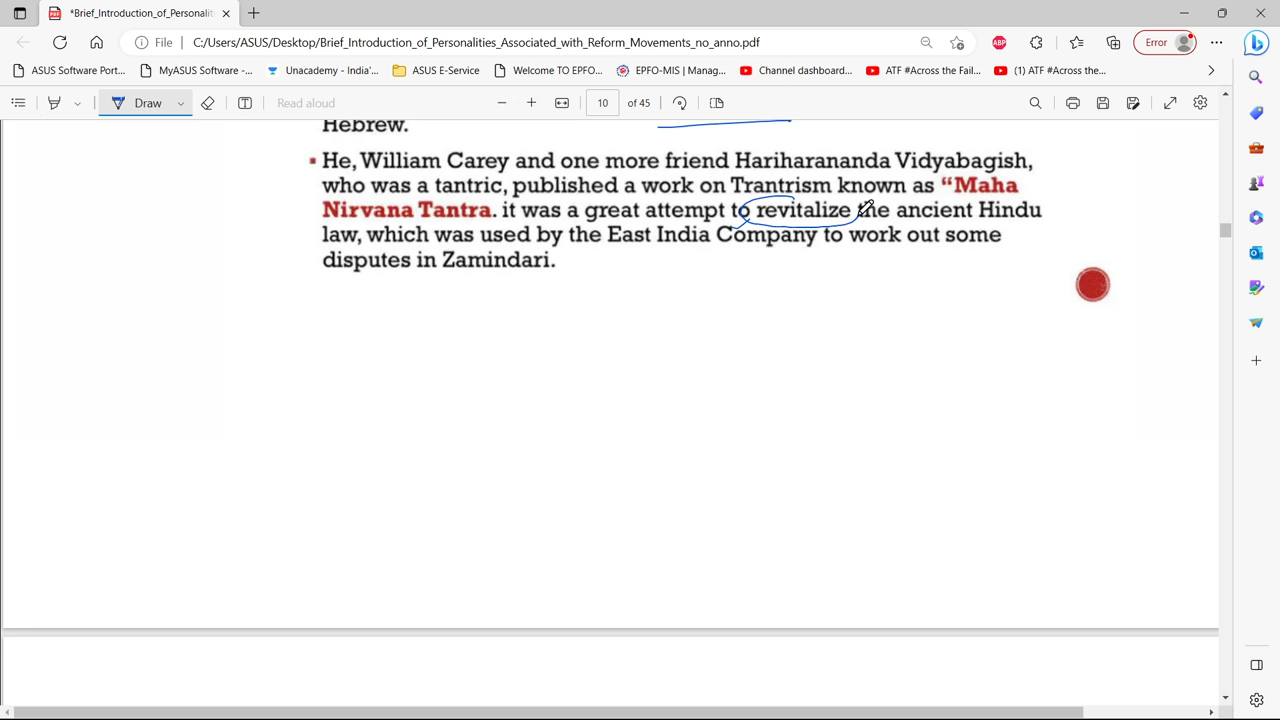 *Brief_Introduction_of_Personalit
File C:/Users/ASUS/Desktop/Brief_Introduction_of_Personalities_Associated_with_Reform_Movements_no_anno.pdf
ABP
Error
ASUS Software Port...
MyASUS Software -...
Unacademy - India'...
ASUS E-Service
Welcome To EPFO...
EPFO-MIS | Manag...
Channel dashboard...
ATF #Across the Fail...
(1) ATF #Across the...
Draw
Read aloud
10 of 45
Hebrew.
He, William Carey and one more friend Hariharananda Vidyabagish,
who was a tantric, published a work on Trantrism known as “Maha
Nirvana Tantra. it was a great attempt to revitalize the ancient Hindu
law, which was used by the East India Company to work out some
disputes in Zamindari.